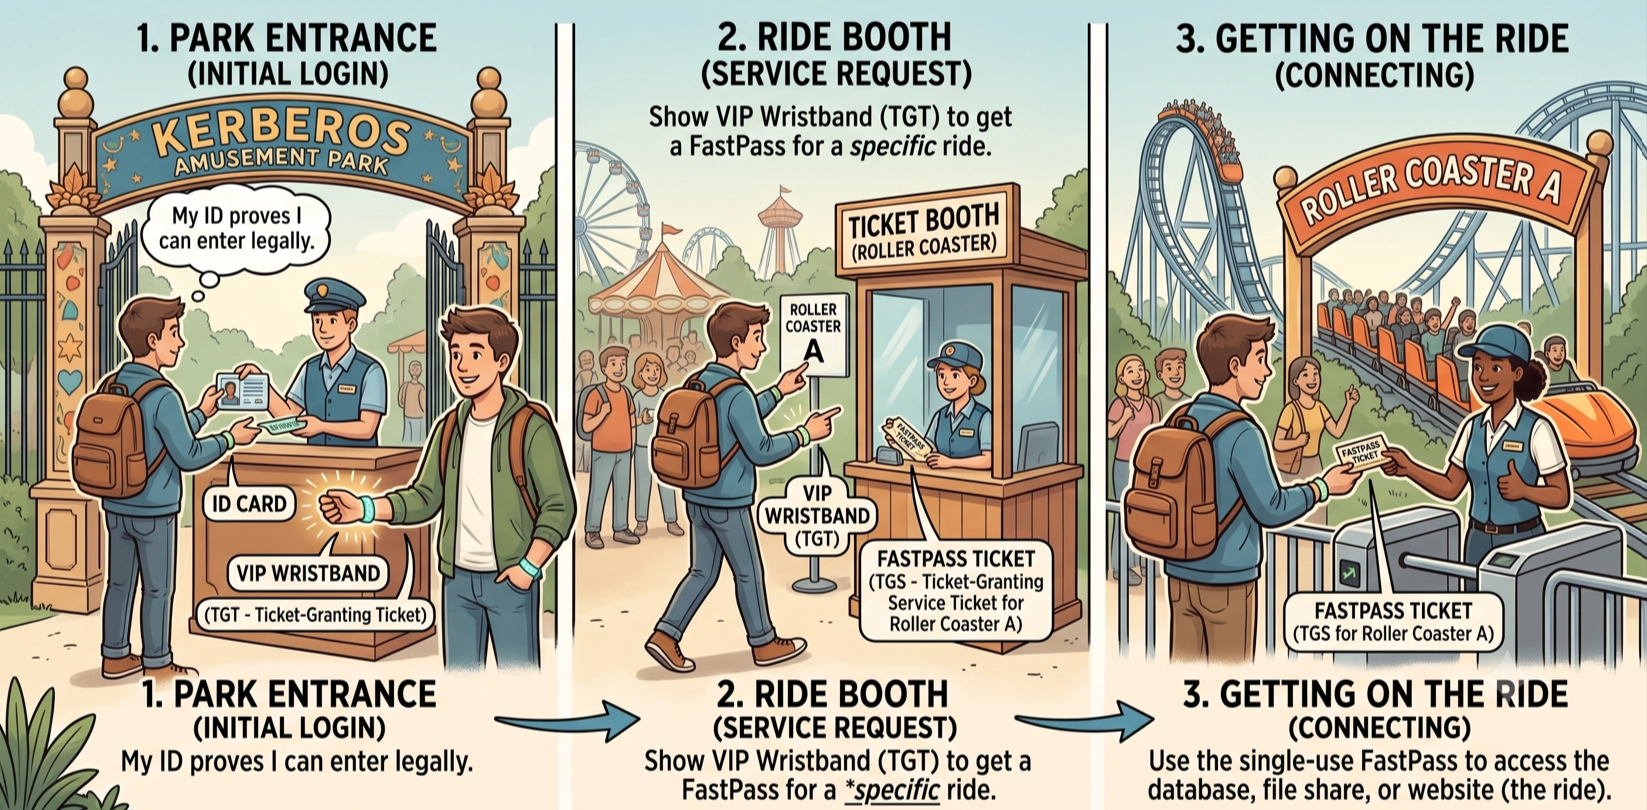 1. PARK ENTRANCE
(INITIAL LOGIN)
KERBEROS
AMUSEMENT PARK
My ID proves I
can enter legally.
ID CARD
VIP WRISTBAND
(TGT - Ticket-Granting Ticket)
1. PARK ENTRANCE
(INITIAL LOGIN)
My ID proves I can enter legally.
2. RIDE BOOTH
(SERVICE REQUEST)
Show VIP Wristband (TGT) to get
a FastPass for a specific ride.
TICKET BOOTH
(ROLLER COASTER)
ROLLER
COASTER
A
FASTPASS
TICKET
VIP
WRISTBAND
(TGT)
FASTPASS TICKET
(TGS - Ticket-Granting
Service Ticket for
Roller Coaster A)
2. RIDE BOOTH
(SERVICE REQUEST)
Show VIP Wristband (TGT) to get a
FastPass for a *specific ride.
3. GETTING ON THE RIDE
(CONNECTING)
ROLLER COASTER A
FASTPASS
TICKET
FASTPASS TICKET
(TGS for Roller Coaster A)
3. GETTING ON THE RIDE
(CONNECTING)
Use the single-use FastPass to access the
database, file share, or website (the ride).